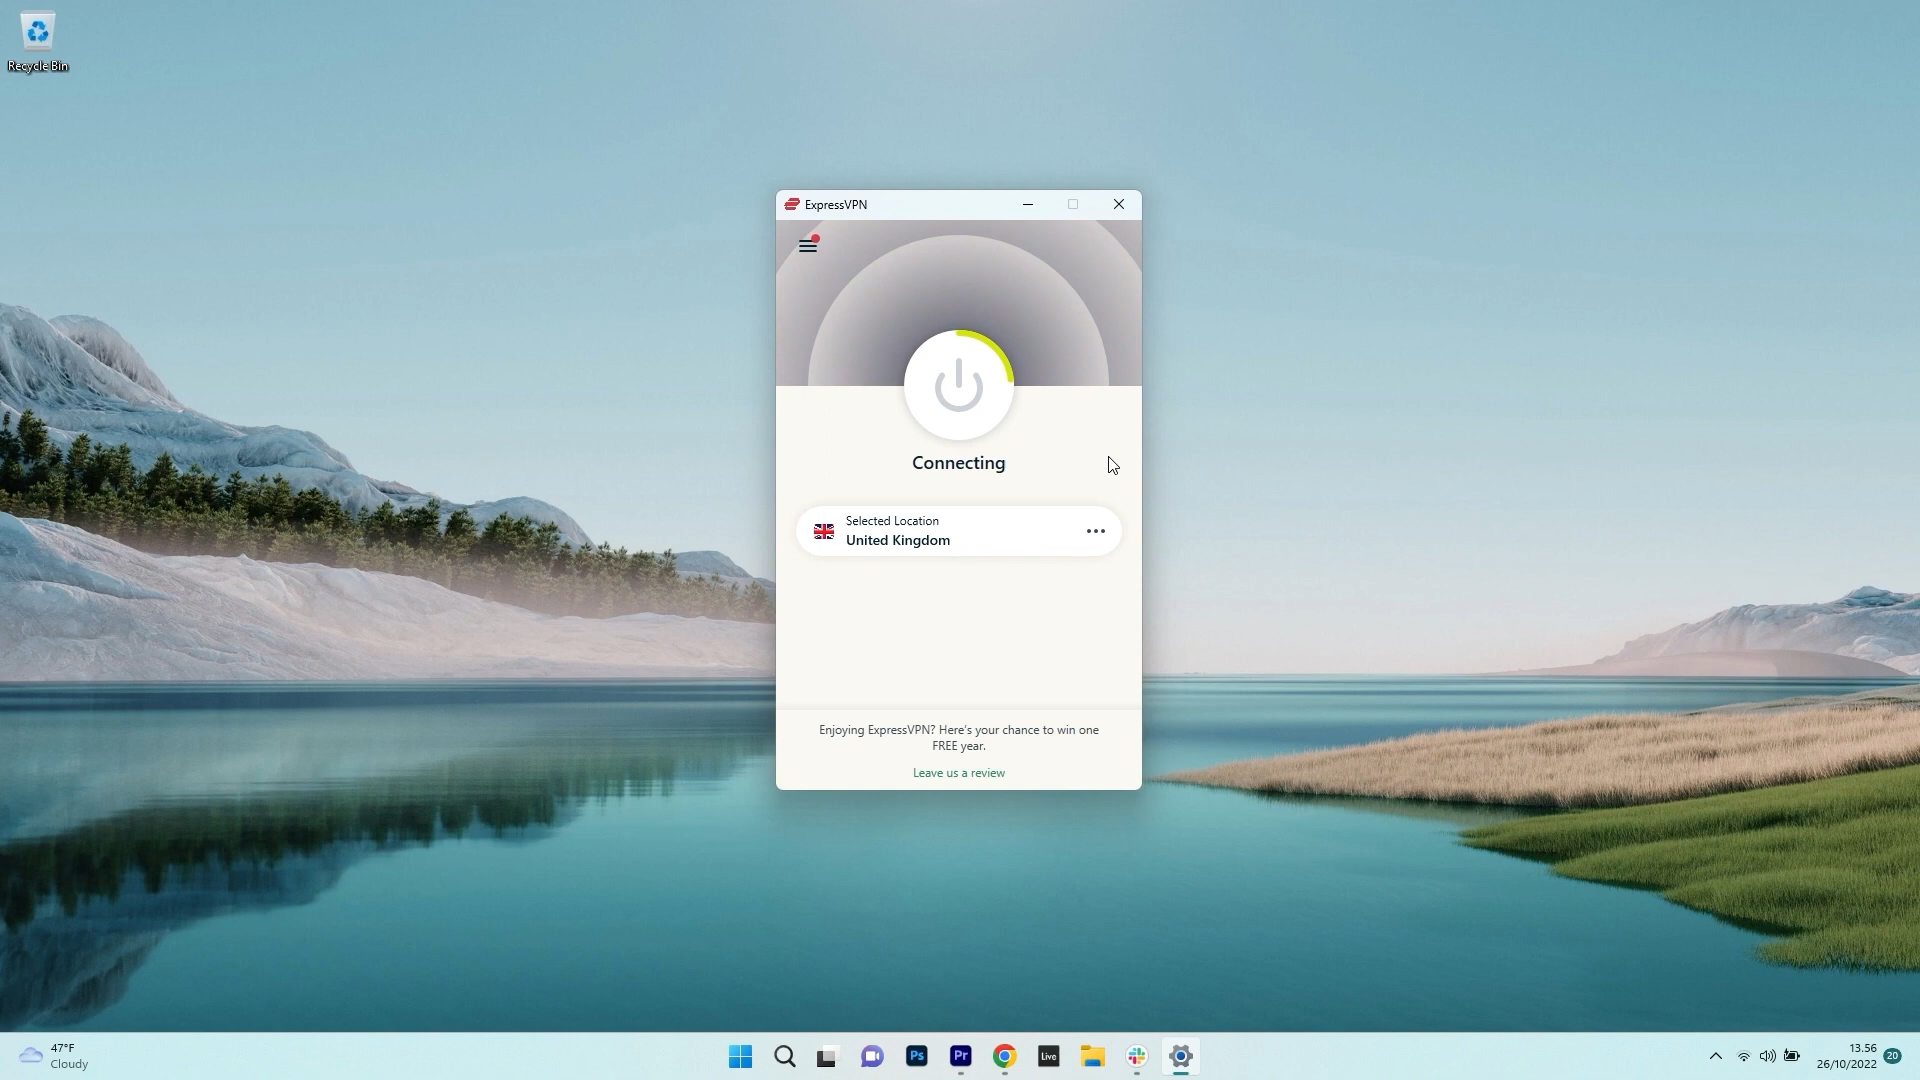 Recycle Bin
ExpressVPN
Connecting
Selected Location
United Kingdom
Enjoying ExpressVPN? Here's your chance to win one
FREE year.
Leave us a review
47°F
Cloudy
Ps
Pr
Live
13.56
26/10/2022
20